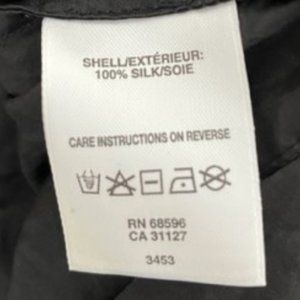 SHELL/EXTÉRIEUR:
100% SILK/SOIE
CARE INSTRUCTIONS ON REVERSE
RN 68596
CA 31127
3453